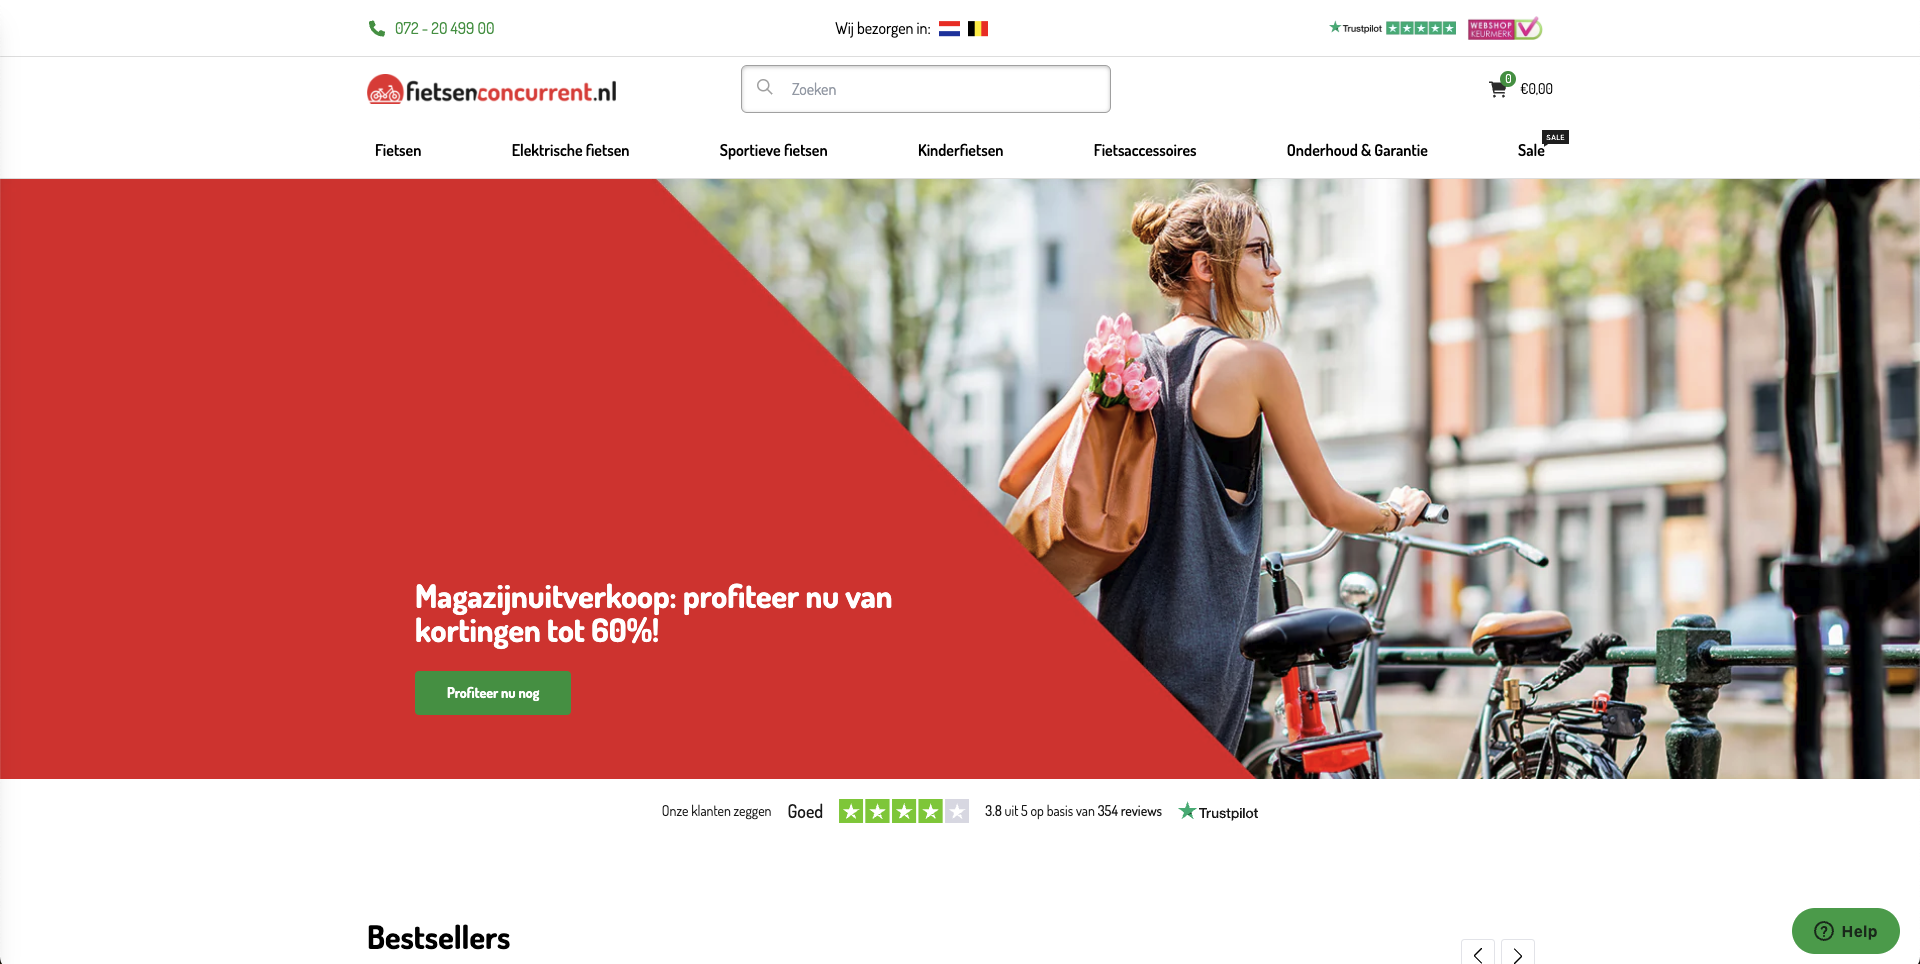 072 - 20 499 00
Wij bezorgen in:
Trustpilot
WEBSHOP
KEURMERK
fietsenconcurrent.nl
Zoeken
0
€0,00
Fietsen
Elektrische fietsen
Sportieve fietsen
Kinderfietsen
Fietsaccessoires
Onderhoud & Garantie
Sale
SALE
Magazijnuitverkoop: profiteer nu van
kortingen tot 60%!
Profiteer nu nog
Onze klanten zeggen Goed 3.8 uit 5 op basis van 354 reviews Trustpilot
Bestsellers
Help